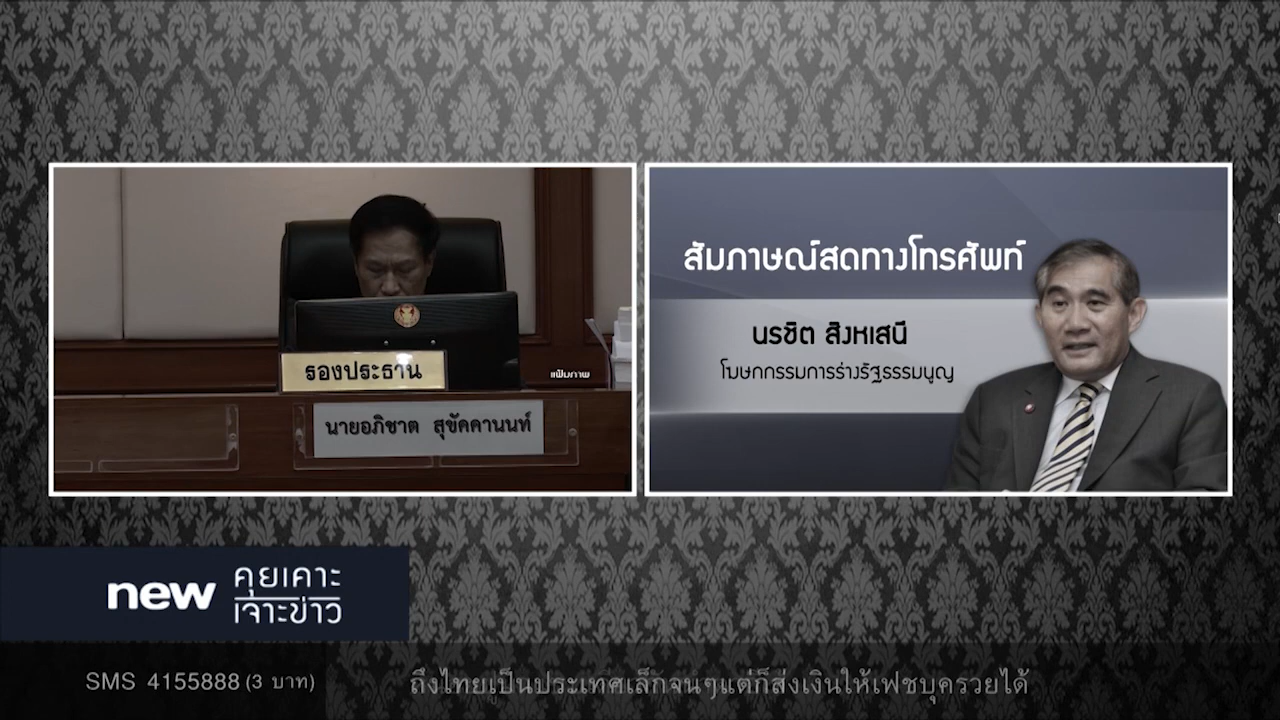 รองประธาน
แฟ้มภาพ
นายอภิชาต สุขัคคานนท์
สัมภาษณ์สดทางโทรศัพท์
นรชิต สิงหเสนี
โฆษกกรรมการร่างรัฐธรรมนูญ
new คุยเคาะ
เจาะข่าว
SMS 4155888 (3 บาท)
ถึงไทยเป็นประเทศเล็กจนๆแต่ก็ส่งเงินให้เฟซบุครวยได้